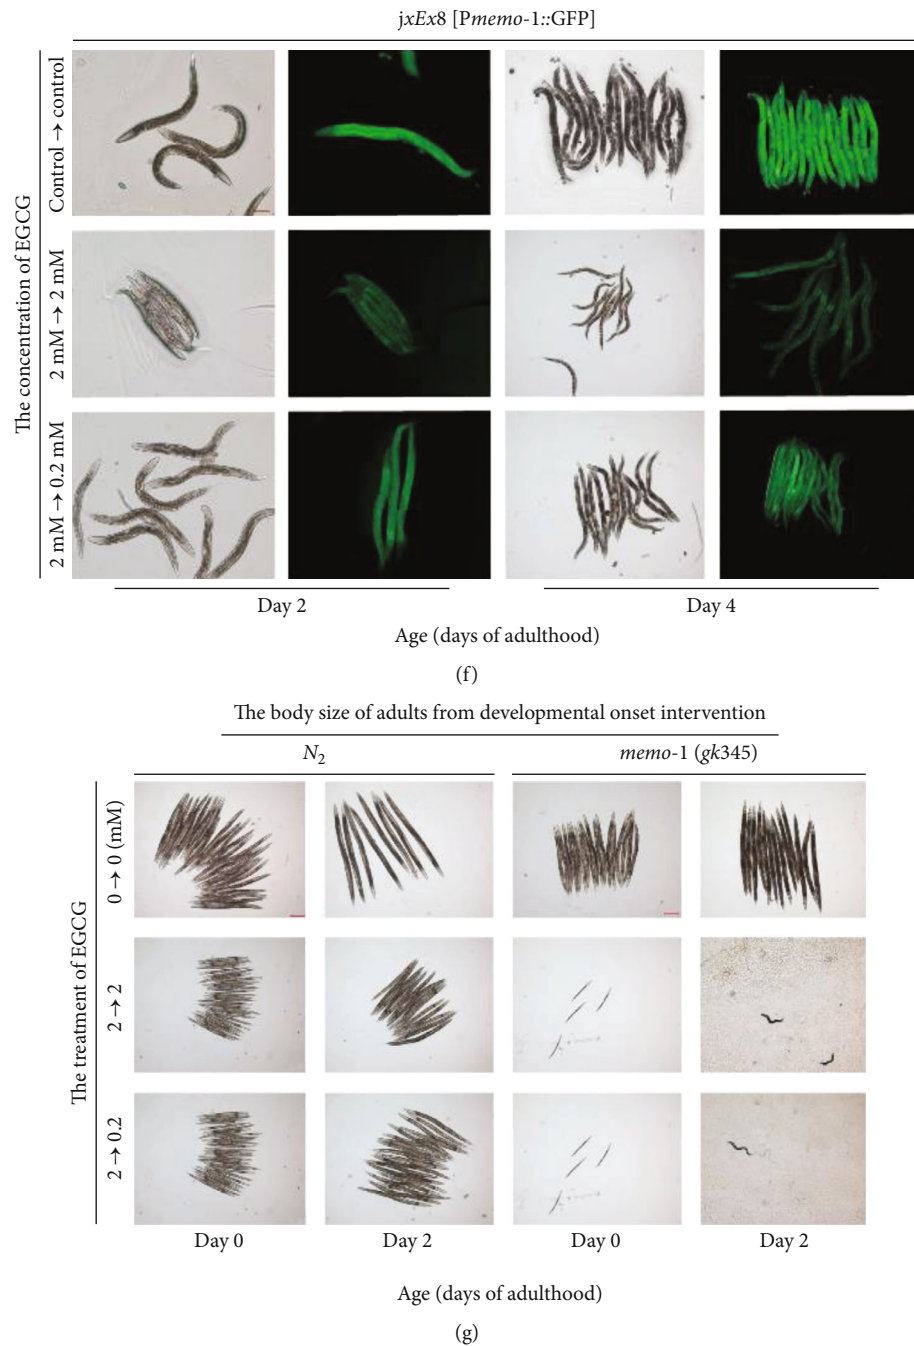 jxEx8 [Pmemo-1::GFP]
The concentration of EGCG
Control → control
2 mM → 2 mM
2 mM → 0.2 mM
Day 2
Day 4
Age (days of adulthood)
(f)
The body size of adults from developmental onset intervention
N2
memo-1 (gk345)
The treatment of EGCG
0 → 0 (mM)
2 → 2
2 → 0.2
Day 0
Day 2
Day 0
Day 2
Age (days of adulthood)
(g)